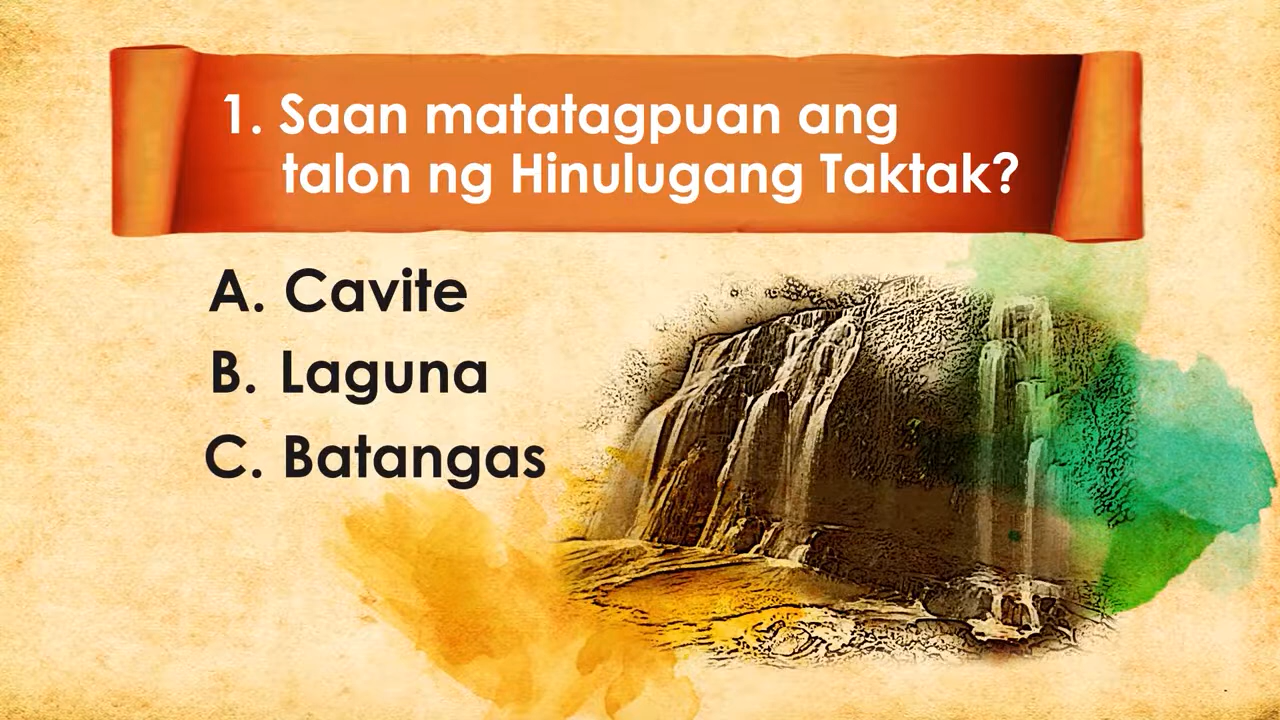 1. Saan matatagpuan ang
talon ng Hinulugang Taktak?
A. Cavite
B. Laguna
C. Batangas